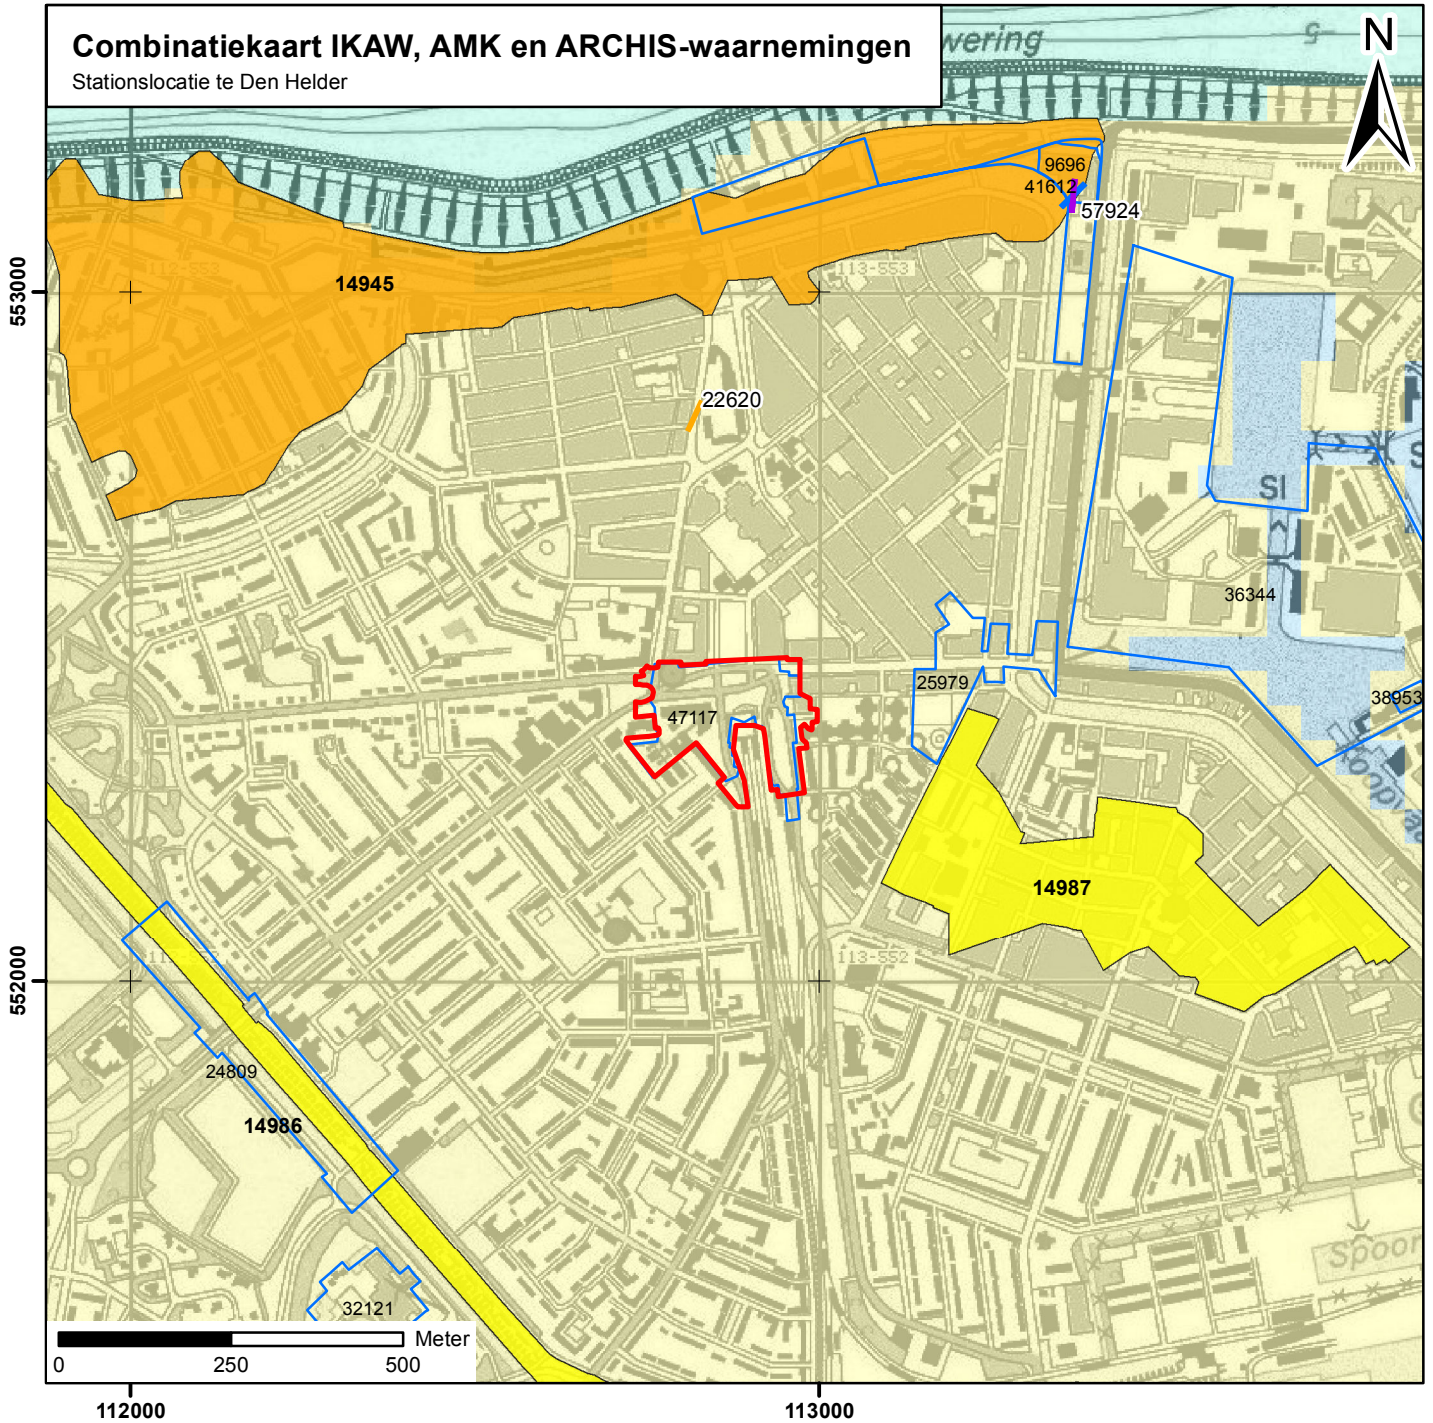 Combinatiekaart IKAW, AMK en ARCHIS-waarnemingen
Stationslocatie te Den Helder
wering
-5
N
9696
41612
57924
113-553
14945
553000
22620
SI
36344
25979
38953
47117
14987
113-552
552000
24809
14986
Spoor
32121
Meter
0 250 500
112000 113000